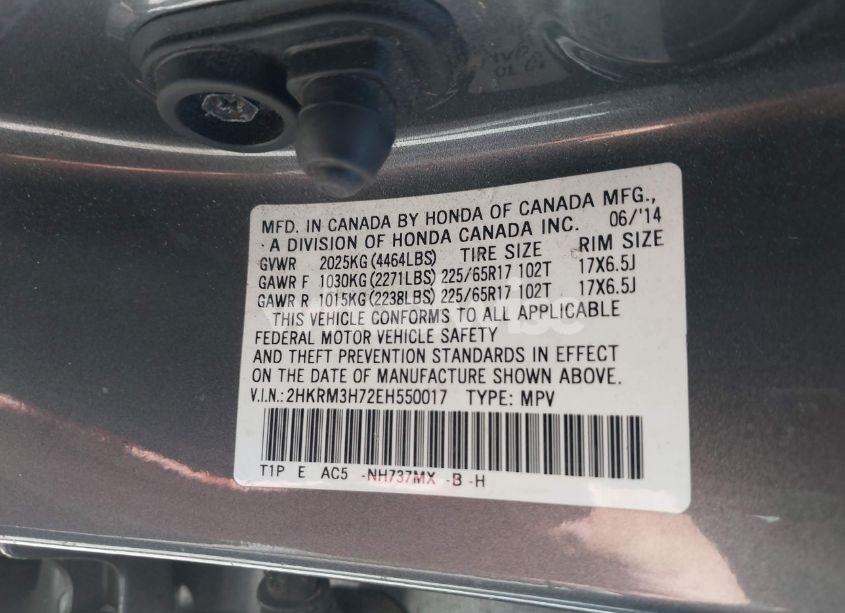 MFD. IN CANADA BY HONDA OF CANADA MFG.,
A DIVISION OF HONDA CANADA INC. 06/'14
GVWR 2025KG (4464LBS) TIRE SIZE RIM SIZE
GAWR F 1030KG (2271LBS) 225/65R17 102T 17X6.5J
GAWR R 1015KG (2238LBS) 225/65R17 102T 17X6.5J
THIS VEHICLE CONFORMS TO ALL APPLICABLE
FEDERAL MOTOR VEHICLE SAFETY
AND THEFT PREVENTION STANDARDS IN EFFECT
ON THE DATE OF MANUFACTURE SHOWN ABOVE.
V.I.N.: 2HKRM3H72EH550017 TYPE: MPV
T1P E AC5 -NH737MX -B -H